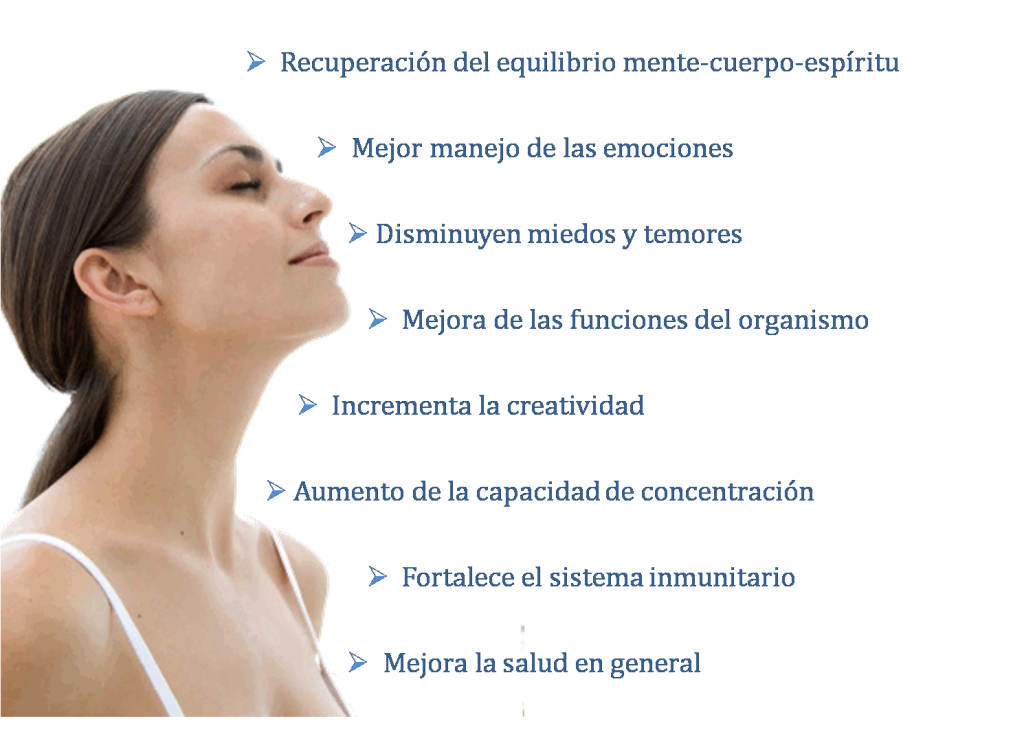 Recuperación del equilibrio mente-cuerpo-espíritu
Mejor manejo de las emociones
Disminuyen miedos y temores
Mejora de las funciones del organismo
Incrementa la creatividad
Aumento de la capacidad de concentración
Fortalece el sistema inmunitario
Mejora la salud en general